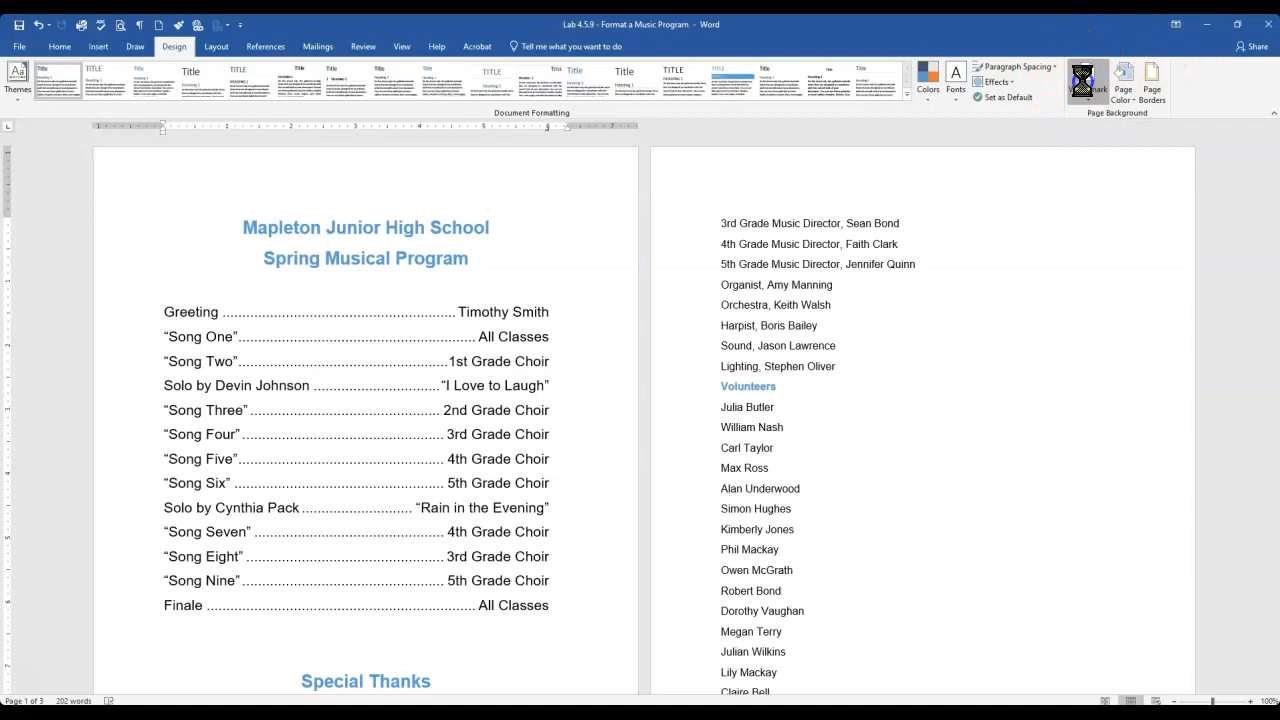 Lab 4.5.9 - Format a Music Program - Word
File Home Insert Draw Design Layout References Mailings Review View Help Acrobat Tell me what you want to do Share
Themes
Colors
Fonts
Paragraph Spacing
Effects
Set as Default
Page Color
Page Borders
Document Formatting
Page Background
Mapleton Junior High School
Spring Musical Program
Greeting ........................................................... Timothy Smith
“Song One”............................................................ All Classes
“Song Two”.....................................................1st Grade Choir
Solo by Devin Johnson ................................“I Love to Laugh”
“Song Three” ................................................ 2nd Grade Choir
“Song Four”................................................... 3rd Grade Choir
“Song Five”.................................................... 4th Grade Choir
“Song Six” ..................................................... 5th Grade Choir
Solo by Cynthia Pack ............................ “Rain in the Evening”
“Song Seven” ................................................ 4th Grade Choir
“Song Eight” .................................................. 3rd Grade Choir
“Song Nine”................................................... 5th Grade Choir
Finale .................................................................... All Classes
Special Thanks
3rd Grade Music Director, Sean Bond
4th Grade Music Director, Faith Clark
5th Grade Music Director, Jennifer Quinn
Organist, Amy Manning
Orchestra, Keith Walsh
Harpist, Boris Bailey
Sound, Jason Lawrence
Lighting, Stephen Oliver
Volunteers
Julia Butler
William Nash
Carl Taylor
Max Ross
Alan Underwood
Simon Hughes
Kimberly Jones
Phil Mackay
Owen McGrath
Robert Bond
Dorothy Vaughan
Megan Terry
Julian Wilkins
Lily Mackay
Claire Bell
Page 1 of 3 202 words 100%